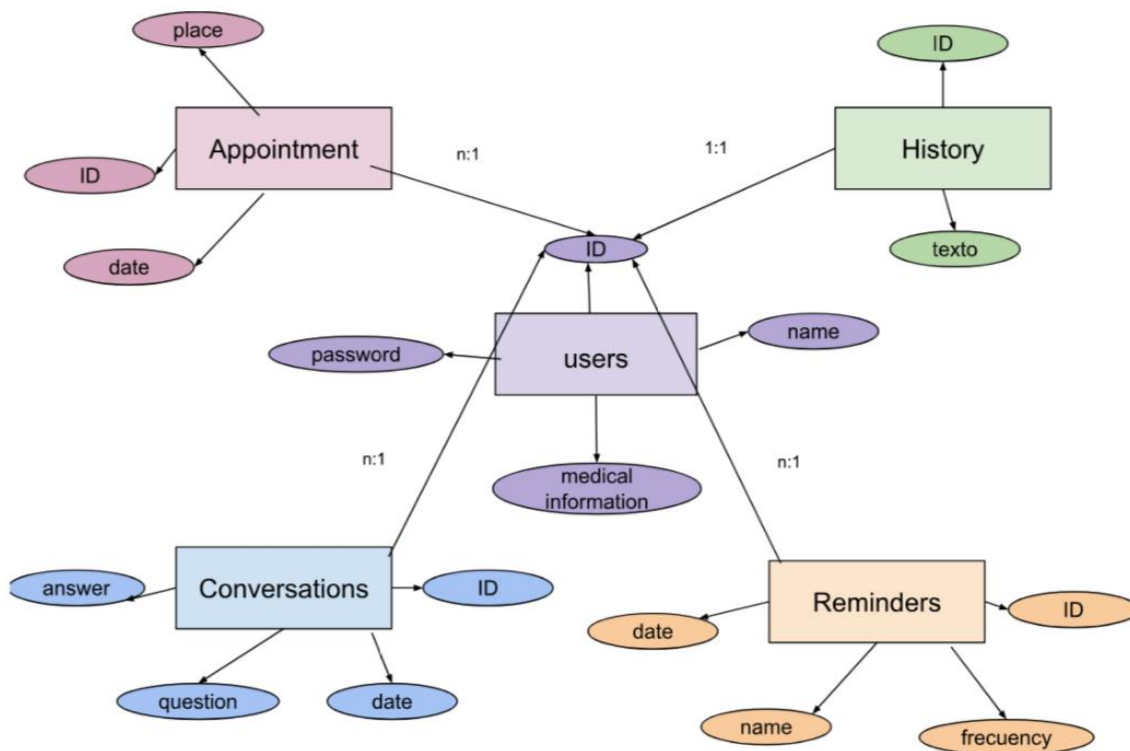 place
ID
Appointment
n:1
1:1
History
ID
ID
date
texto
password
users
name
n:1
medical
information
n:1
answer
Conversations
ID
Reminders
ID
date
question
date
name
frecuency